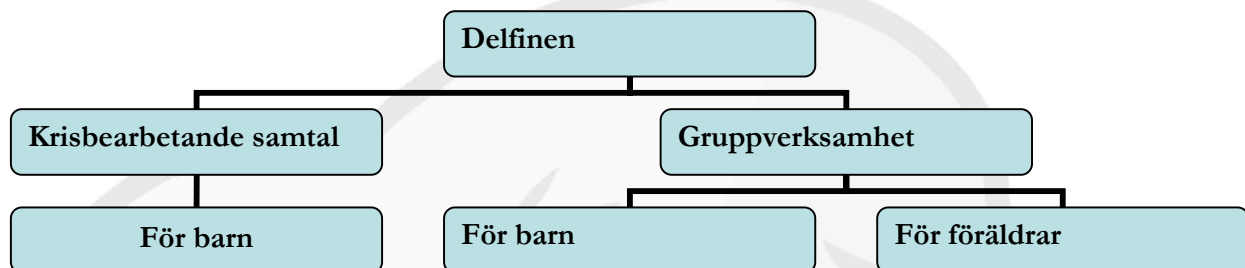 Delfinen
Krisbearbetande samtal
Gruppverksamhet
För barn
För barn
För föräldrar